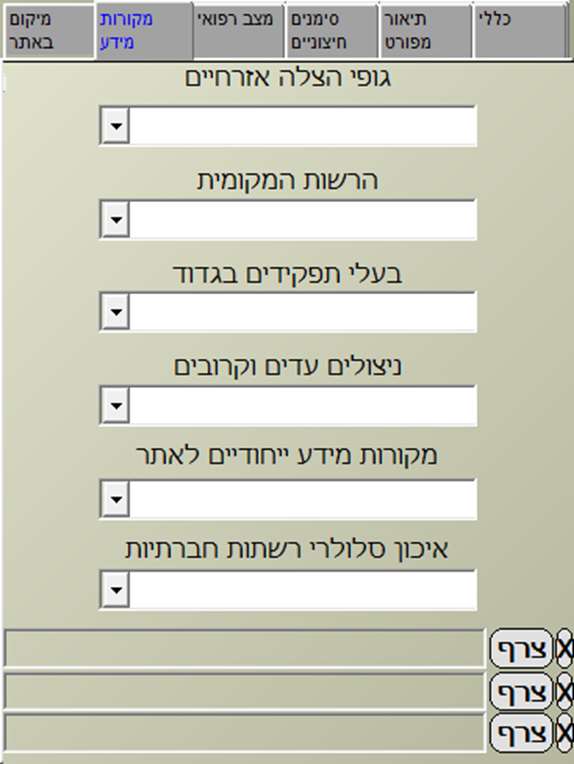 כללי
תיאור
מפורט
סימנים
חיצוניים
מצב רפואי
מקורות
מידע
מיקום
באתר
גופי הצלה אזרחיים
הרשות המקומית
בעלי תפקידים בגדוד
ניצולים עדים וקרובים
מקורות מידע ייחודיים לאתר
איכון סלולרי רשתות חברתיות
צרף X
צרף X
צרף X